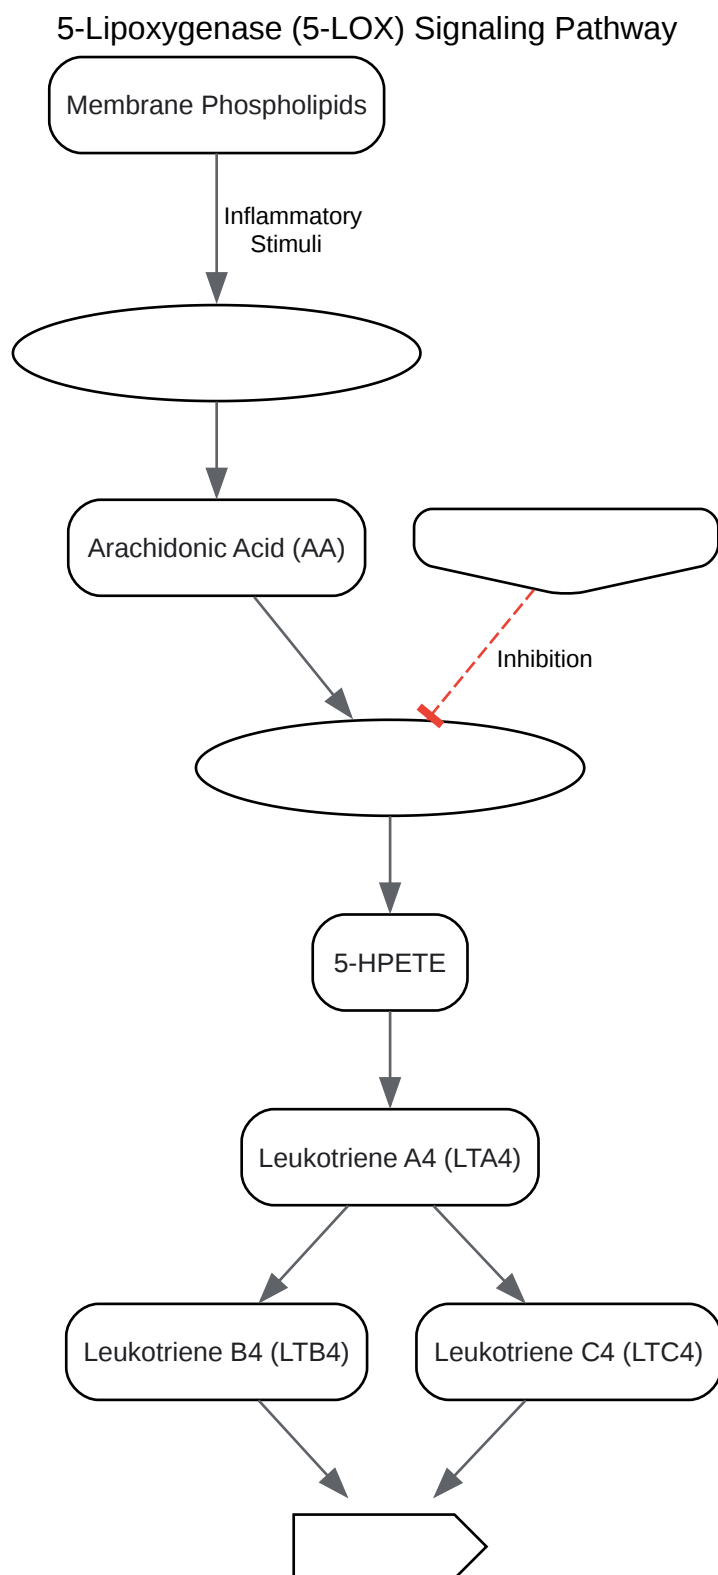 5-Lipoxygenase (5-LOX) Signaling Pathway
Membrane Phospholipids
Inflammatory
Stimuli
Arachidonic Acid (AA)
Inhibition
5-HPETE
Leukotriene A4 (LTA4)
Leukotriene B4 (LTB4)
Leukotriene C4 (LTC4)